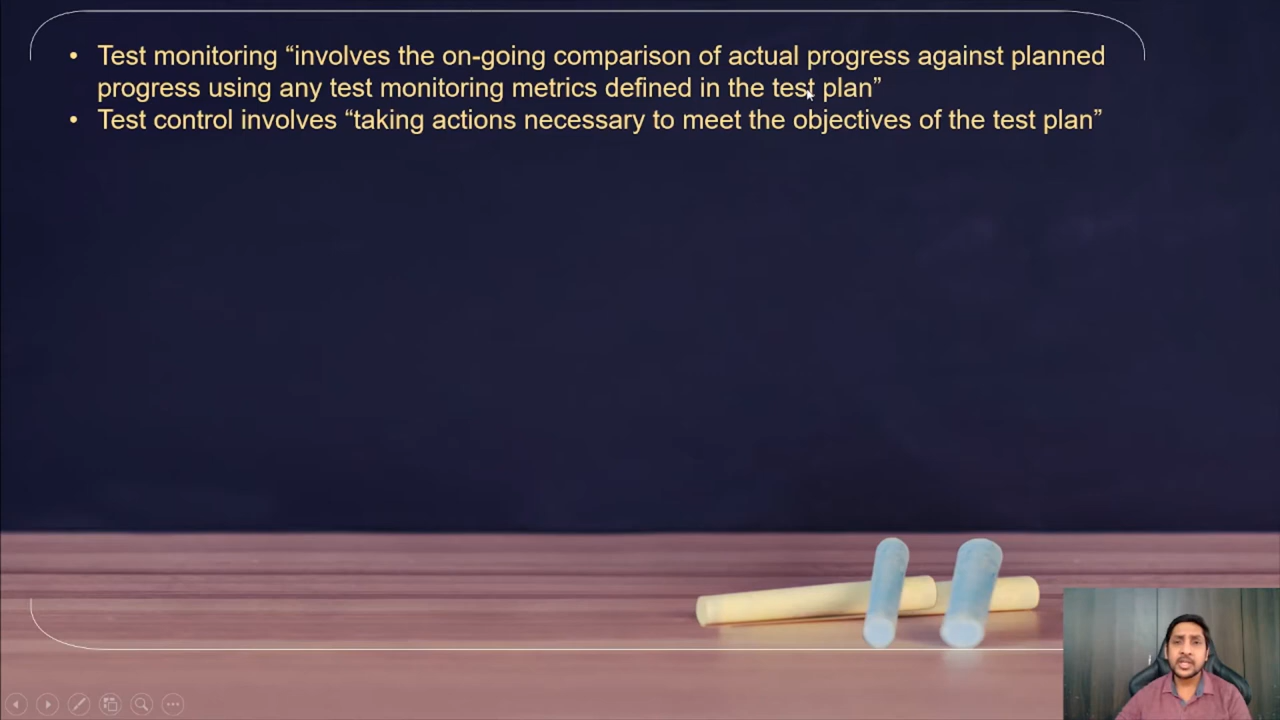 • Test monitoring “involves the on-going comparison of actual progress against planned
progress using any test monitoring metrics defined in the test plan”
• Test control involves “taking actions necessary to meet the objectives of the test plan”